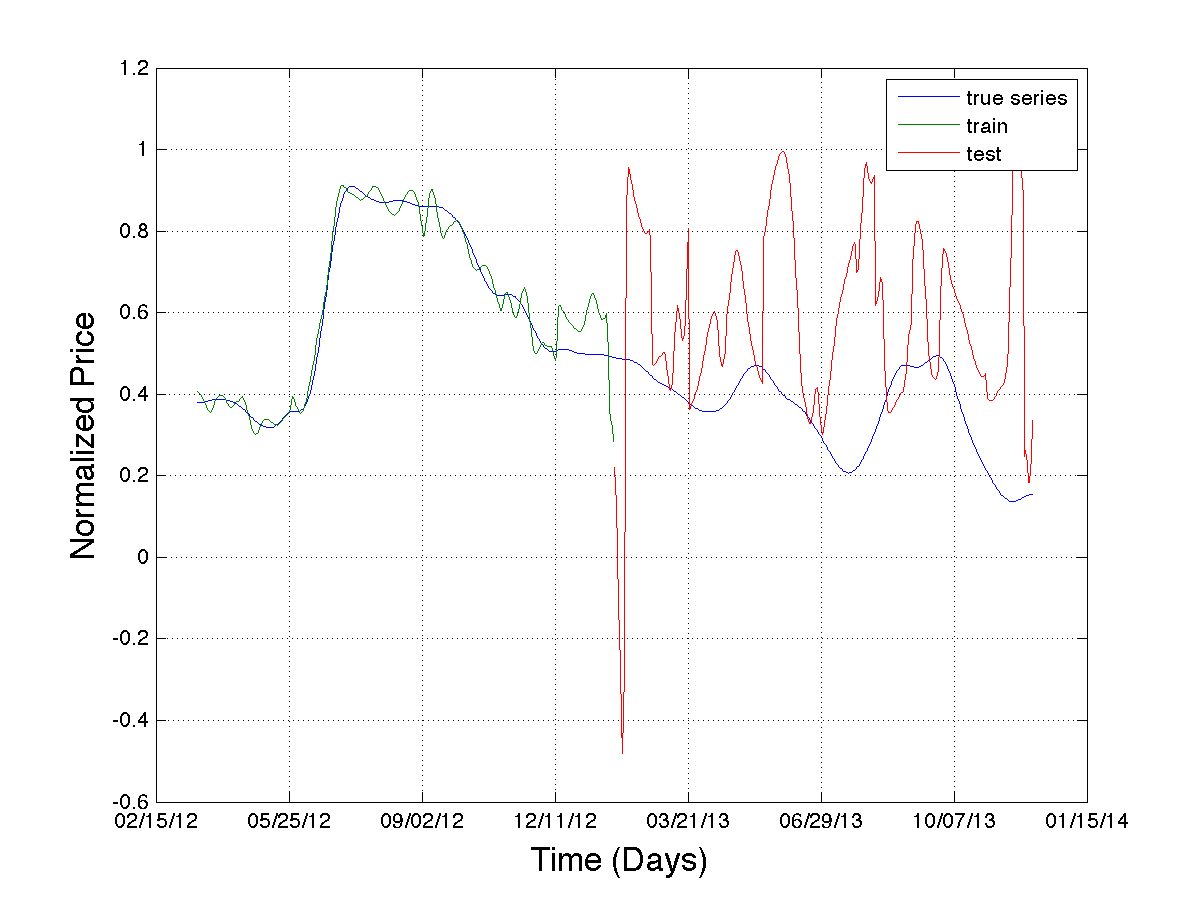 1.2
1
0.8
0.6
0.4
0.2
0
-0.2
-0.4
-0.6
Normalized Price
true series
train
test
02/15/12 05/25/12 09/02/12 12/11/12 03/21/13 06/29/13 10/07/13 01/15/14
Time (Days)